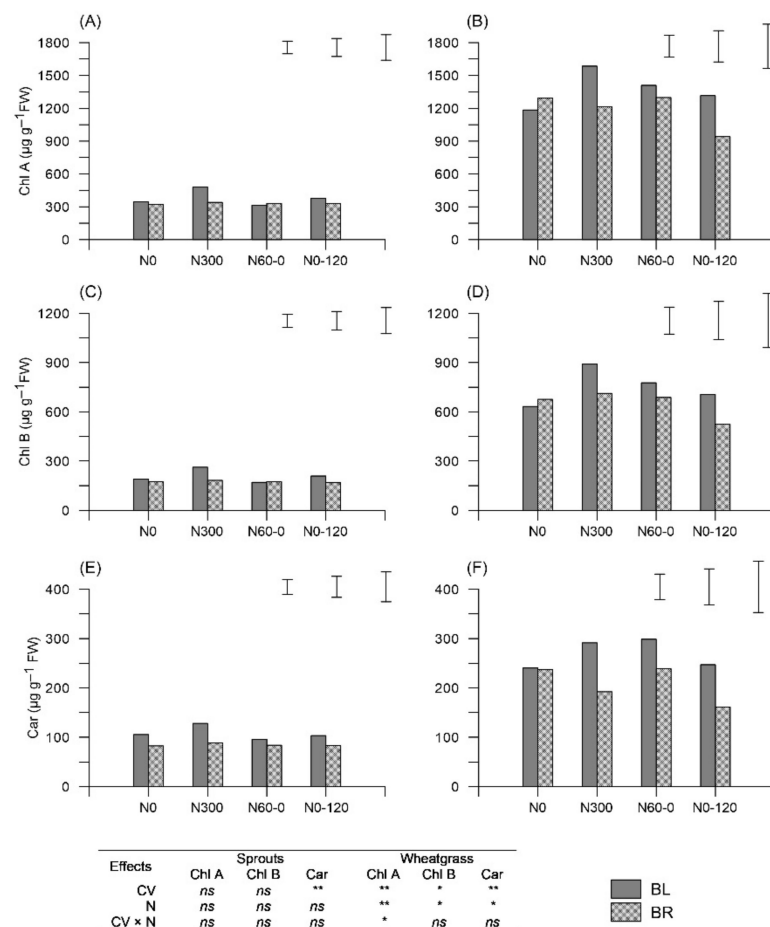 (A)
(B)
1800
1500
1200
900
600
300
0
Chl A (µg g⁻¹FW)
N0 N300 N60-0 N0-120
1800
1500
1200
900
600
300
0
N0 N300 N60-0 N0-120
(C)
(D)
1200
900
600
300
0
Chl B (µg g⁻¹FW)
N0 N300 N60-0 N0-120
1200
900
600
300
0
N0 N300 N60-0 N0-120
(E)
(F)
400
300
200
100
0
Car (µg g⁻¹ FW)
N0 N300 N60-0 N0-120
400
300
200
100
0
N0 N300 N60-0 N0-120
Effects Sprouts Wheatgrass
Chl A Chl B Car Chl A Chl B Car
CV ns ns ** ** * **
N ns ns ns ** * *
CV × N ns ns ns * ns ns
BL
BR